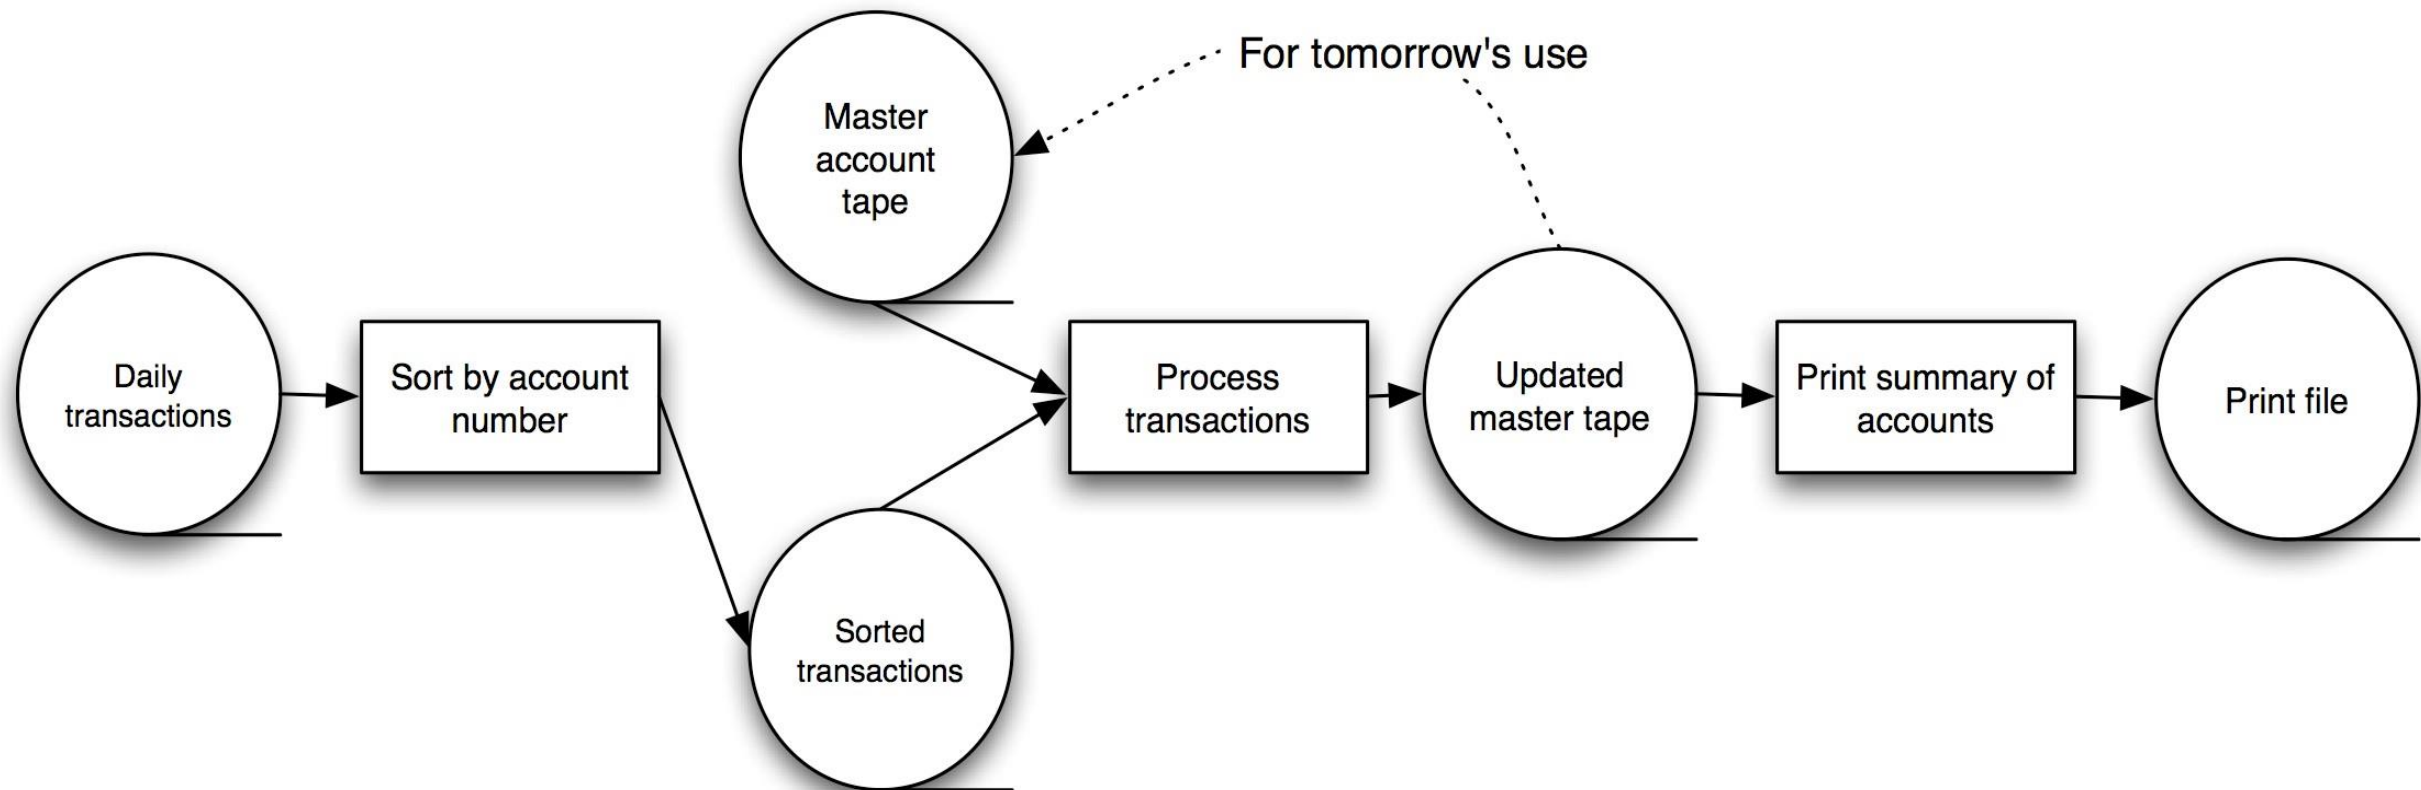 For tomorrow's use
Master
account
tape
Daily
transactions
Sort by account
number
Process
transactions
Updated
master tape
Print summary of
accounts
Print file
Sorted
transactions